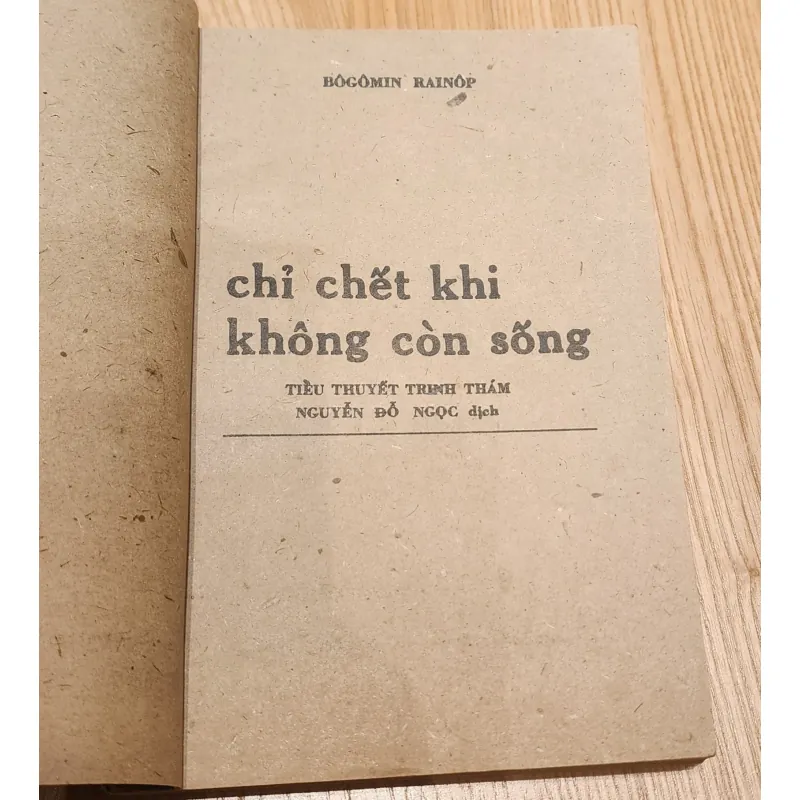 BÔGÔMIN RAINÔP
chỉ chết khi
không còn sống
TIỂU THUYẾT TRINH THÁM
NGUYỄN ĐỖ NGỌC dịch